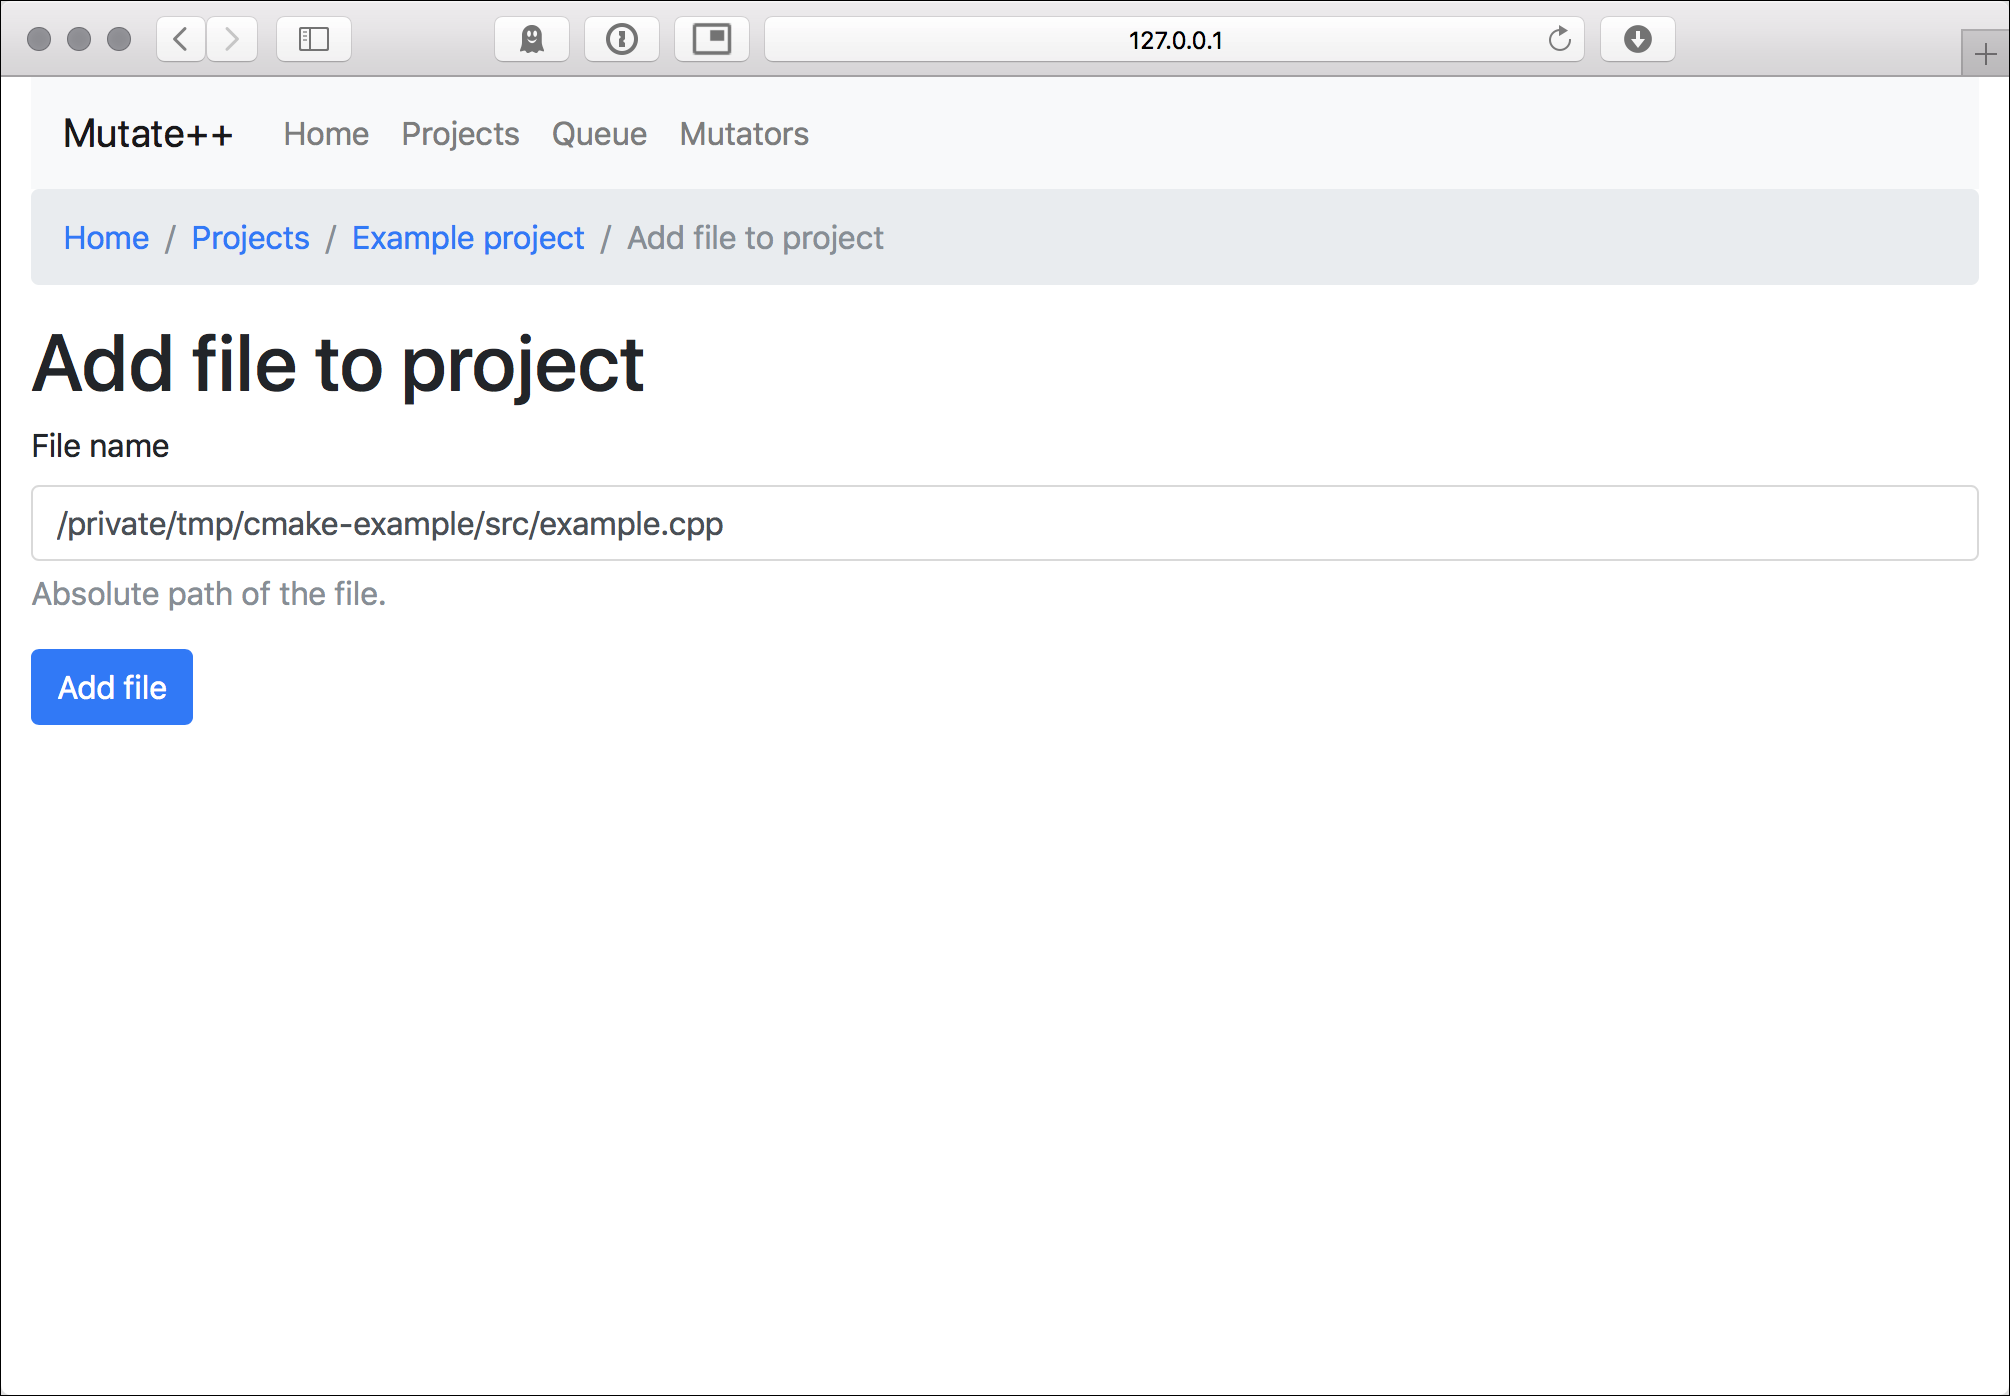 127.0.0.1
Mutate++ Home Projects Queue Mutators
Home / Projects / Example project / Add file to project
Add file to project
File name
/private/tmp/cmake-example/src/example.cpp
Absolute path of the file.
Add file